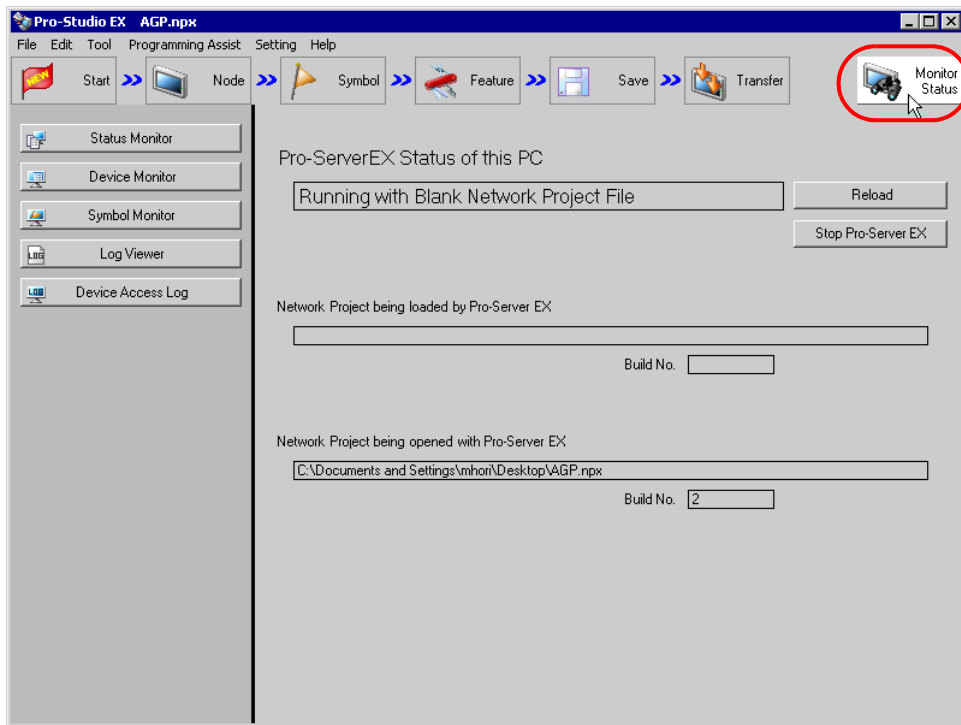 Pro-Studio EX AGP.npx
File Edit Tool Programming Assist Setting Help
NEW Start Node Symbol Feature Save Transfer Monitor Status
Status Monitor
Device Monitor
Symbol Monitor
LOG Log Viewer
LOG Device Access Log
Pro-ServerEX Status of this PC
Running with Blank Network Project File
Reload
Stop Pro-Server EX
Network Project being loaded by Pro-Server EX
Build No.
Network Project being opened with Pro-Server EX
C:\Documents and Settings\mhori\Desktop\AGP.npx
Build No. 2